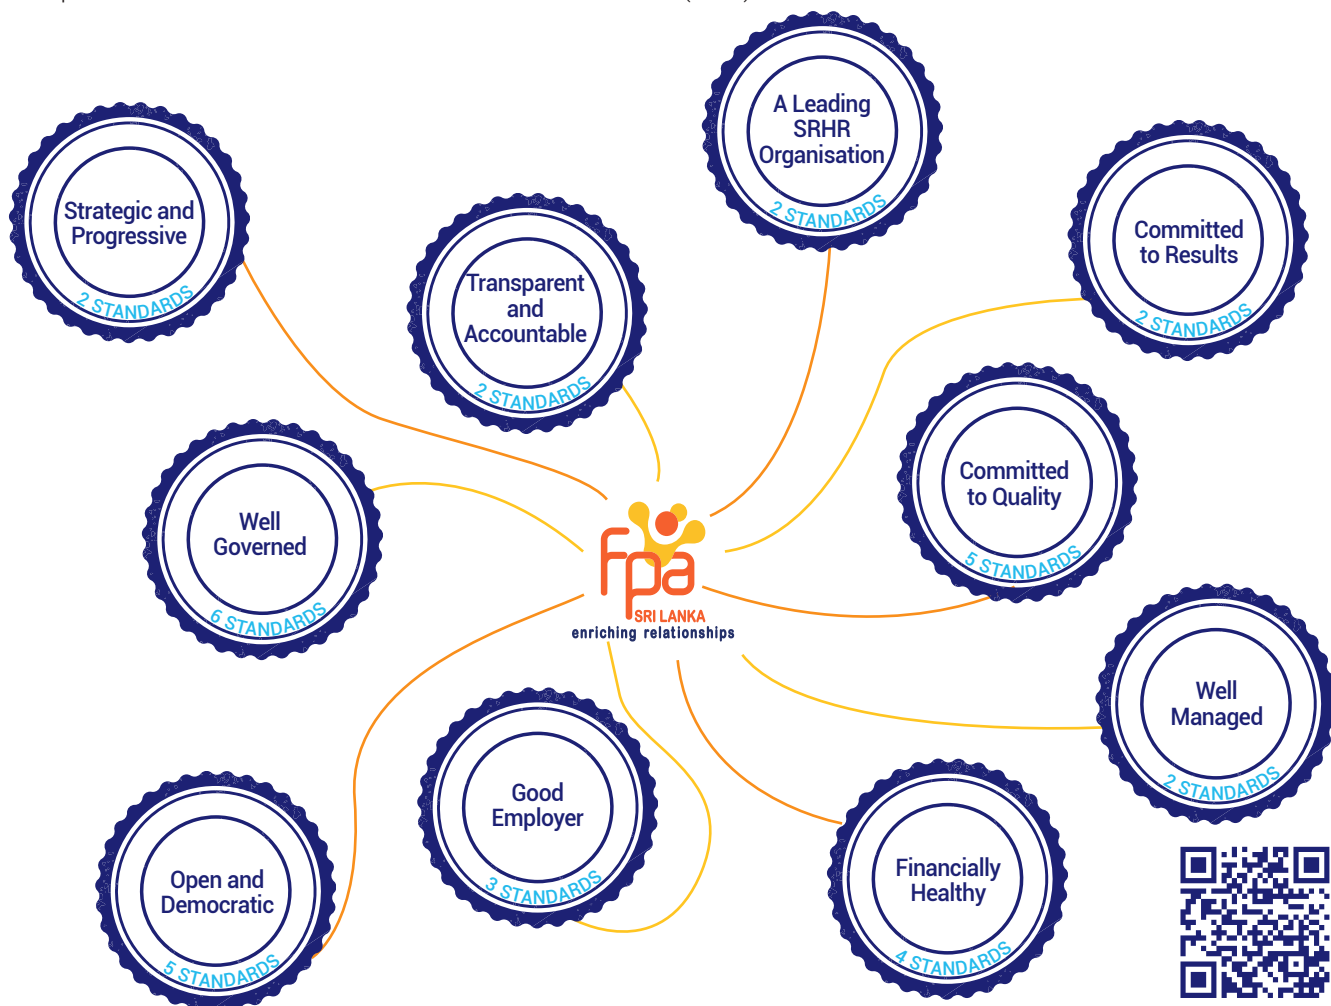 A Leading
SRHR
Organisation
2 STANDARDS
Strategic and
Progressive
2 STANDARDS
Transparent
and
Accountable
2 STANDARDS
Committed
to Results
2 STANDARDS
Well
Governed
6 STANDARDS
Committed
to Quality
5 STANDARDS
fpa
SRI LANKA
enriching relationships
Well
Managed
2 STANDARDS
Good
Employer
3 STANDARDS
Open and
Democratic
5 STANDARDS
Financially
Healthy
4 STANDARDS